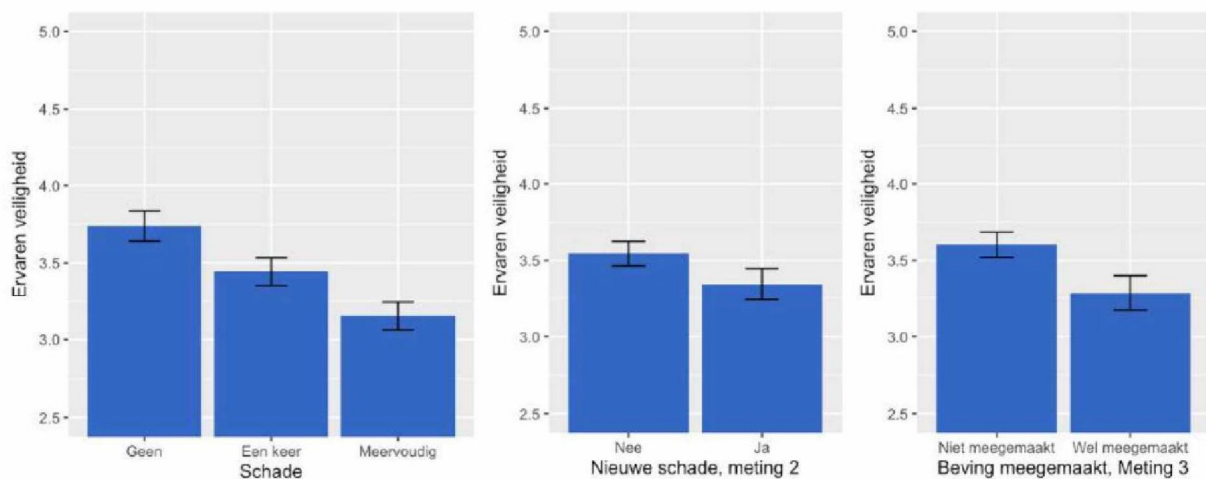 Ervaren veiligheid
5.0
4.5
4.0
3.5
3.0
2.5
Geen
Een keer
Meervoudig
Schade
Ervaren veiligheid
5.0
4.5
4.0
3.5
3.0
2.5
Nee
Ja
Nieuwe schade, meting 2
Ervaren veiligheid
5.0
4.5
4.0
3.5
3.0
2.5
Niet meegemaakt
Wel meegemaakt
Beving meegemaakt, Meting 3